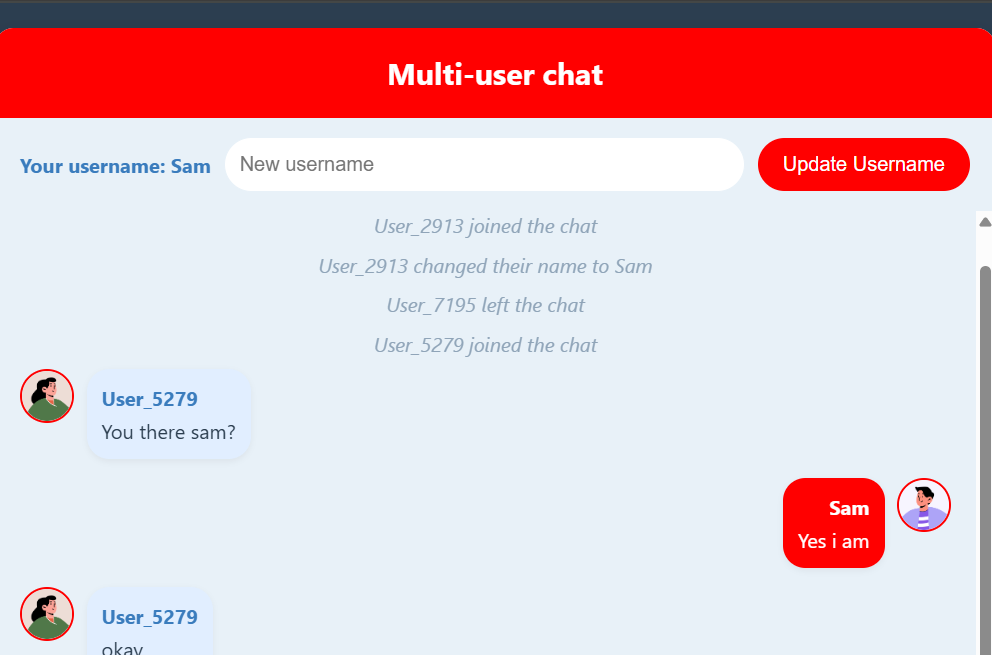 Multi-user chat
Your username: Sam
New username
Update Username
User_2913 joined the chat
User_2913 changed their name to Sam
User_7195 left the chat
User_5279 joined the chat
User_5279
You there sam?
Sam
Yes i am
User_5279
okay